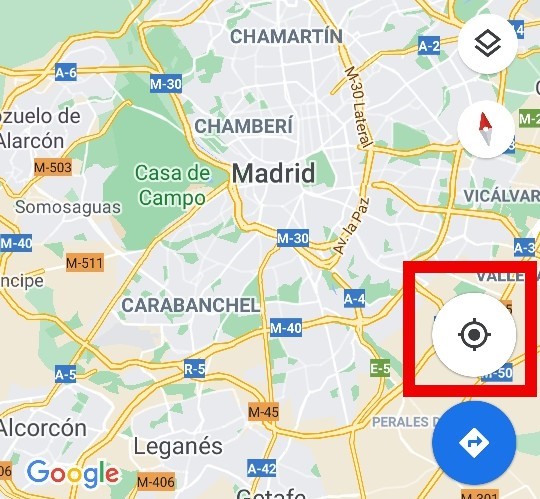 CHAMARTÍN
A-2
A-6
M-30
M-30 Lateral
ozuelo de
Alarcón
CHAMBERÍ
M-2
M-503
Casa de
Campo
Madrid
Somosaguas
VICÁLVAR
M-40
M-30
Av. la Paz
A-3
M-511
ncipe
VALLE
CARABANCHEL
A-4
M-40
A-5
R-5
E-5
M-50
M-45
PERALES D
Alcorcón
Leganés
Google
M-406
A-42
M-301
Getafe